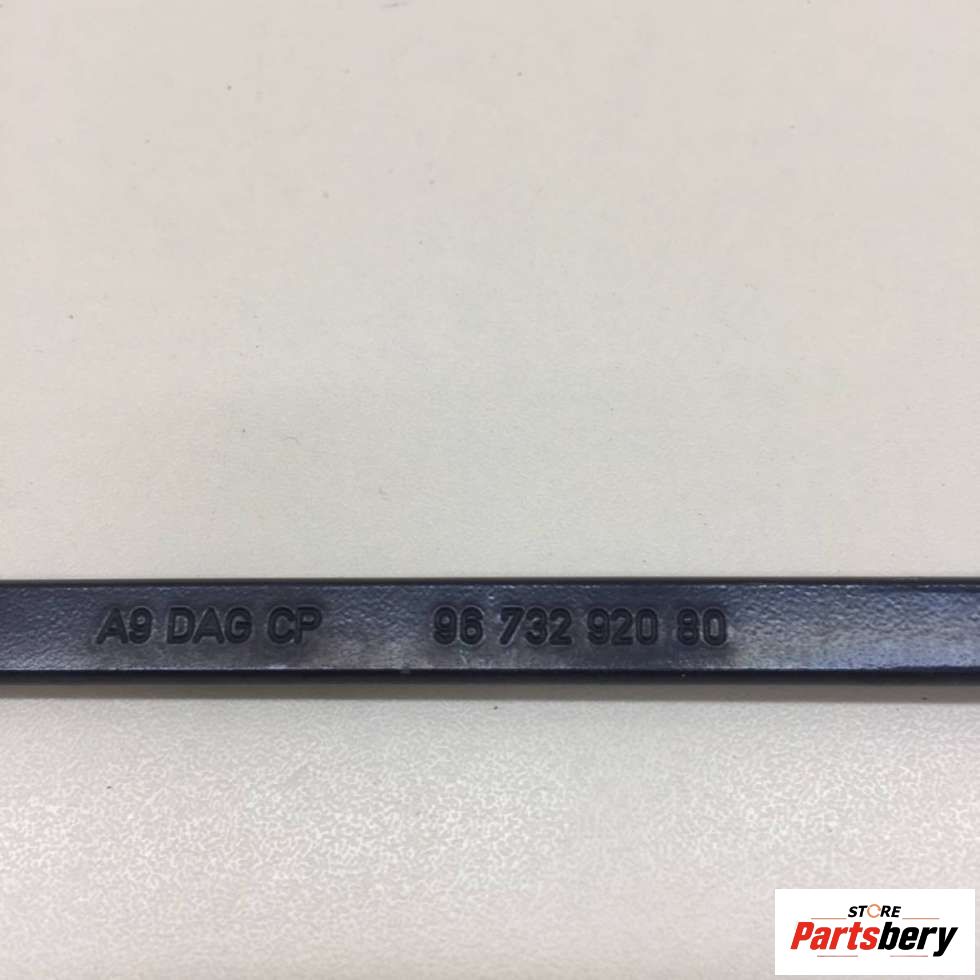 A9 DAG CP 96 732 920 80
STORE
Partsbery